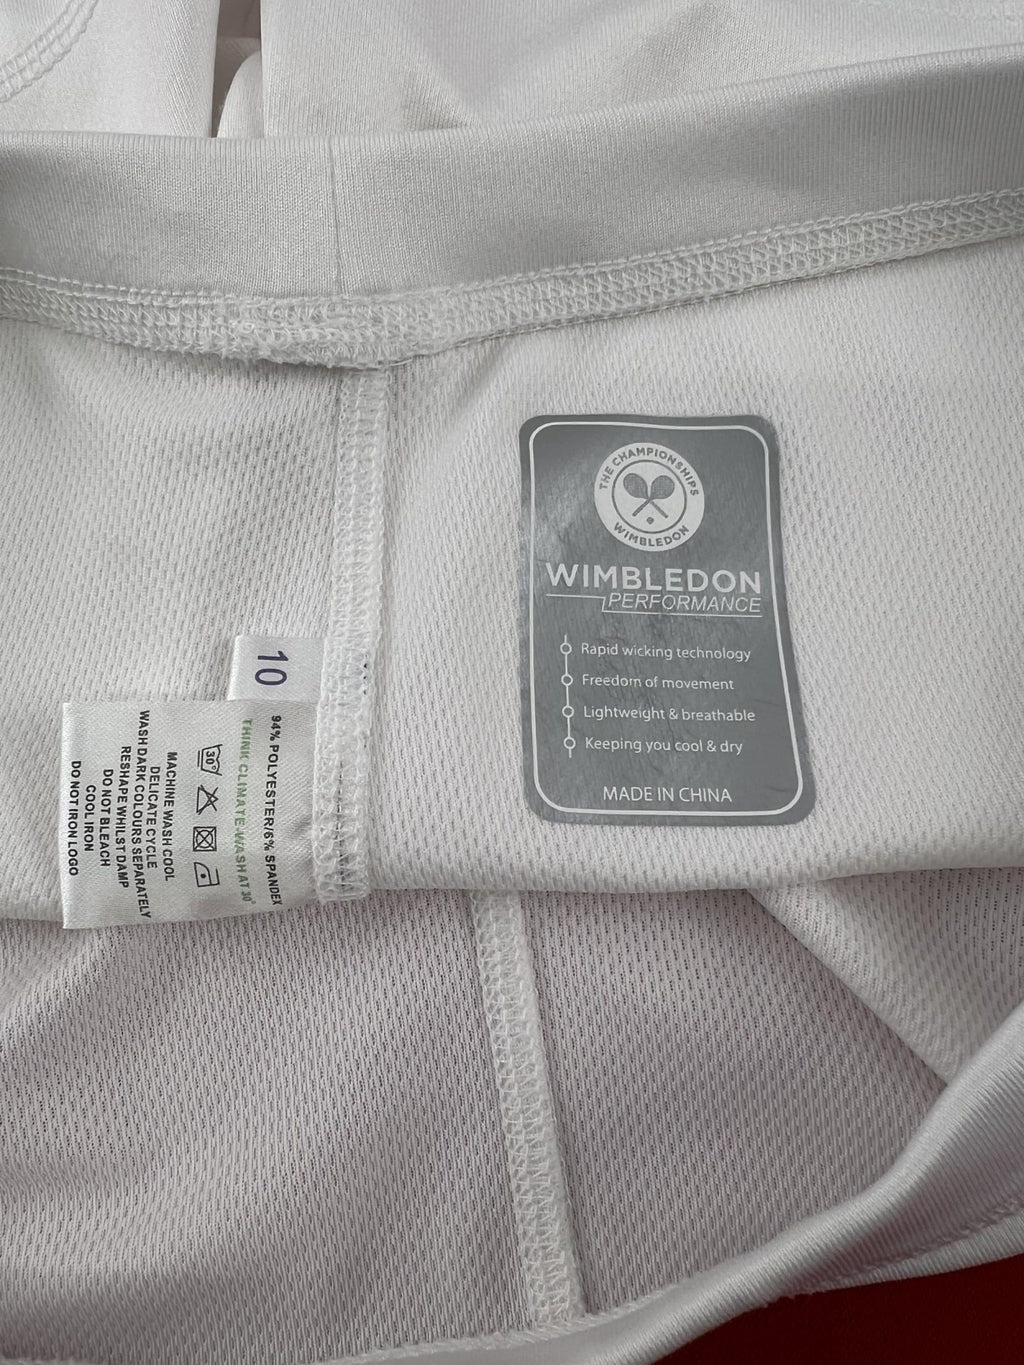 THE CHAMPIONSHIPS
WIMBLEDON
WIMBLEDON
PERFORMANCE
Rapid wicking technology
Freedom of movement
Lightweight & breathable
Keeping you cool & dry
MADE IN CHINA
10
94% POLYESTER/6% SPANDEX
THINK CLIMATE-WASH AT 30°
30°
MACHINE WASH COOL
DELICATE CYCLE
WASH DARK COLOURS SEPARATELY
RESHAPE WHILST DAMP
DO NOT BLEACH
COOL IRON
DO NOT IRON LOGO